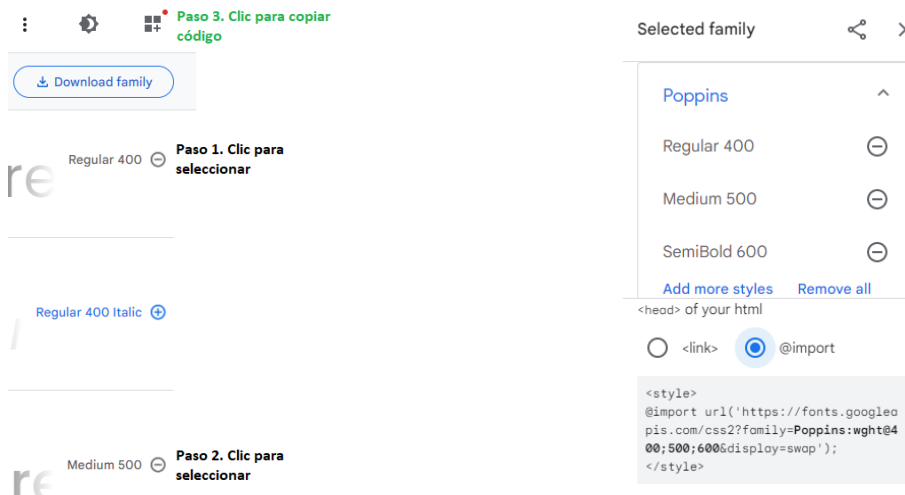 Paso 3. Clic para copiar
código
Download family
Regular 400
Paso 1. Clic para
seleccionar
re
Regular 400 Italic
Medium 500
Paso 2. Clic para
seleccionar
re
Selected family
Poppins
Regular 400
Medium 500
SemiBold 600
Add more styles Remove all
<head> of your html
<link> @import
<style>
@import url('https://fonts.googlea
pis.com/css2?family=Poppins:wght@4
00;500;600&display=swap');
</style>